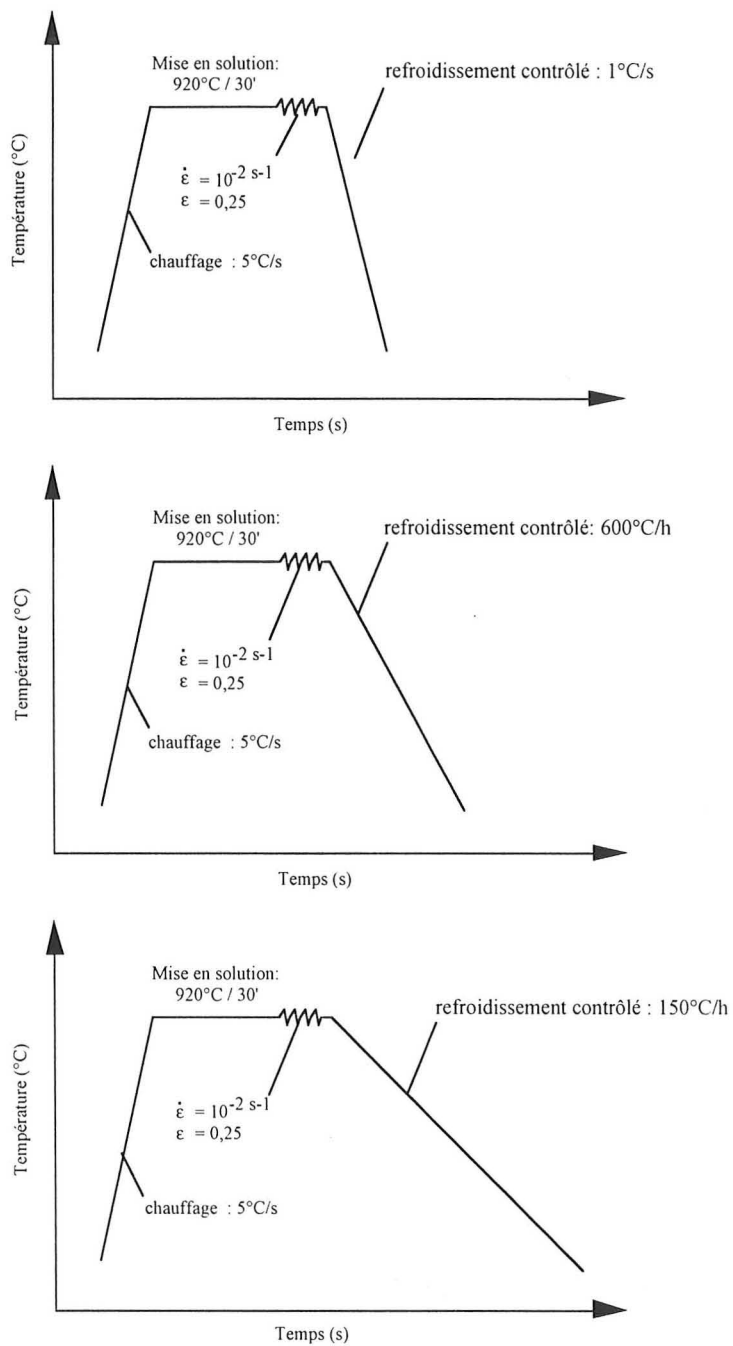 Mise en solution:
920°C / 30'
refroidissement contrôlé : 1°C/s
Température (°C)
ε̇ = 10⁻² s-1
ε = 0,25
chauffage : 5°C/s
Temps (s)
Mise en solution:
920°C / 30'
refroidissement contrôlé: 600°C/h
Température (°C)
ε̇ = 10⁻² s-1
ε = 0,25
chauffage : 5°C/s
Temps (s)
Mise en solution:
920°C / 30'
refroidissement contrôlé : 150°C/h
Température (°C)
ε̇ = 10⁻² s-1
ε = 0,25
chauffage : 5°C/s
Temps (s)